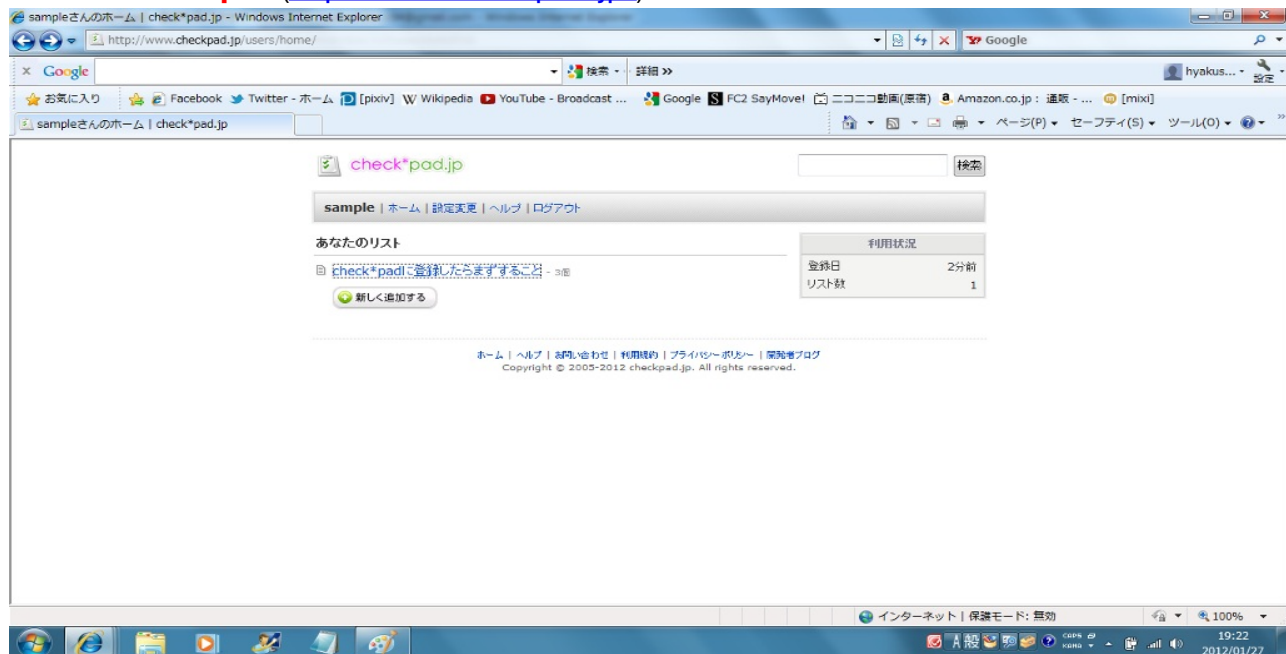 sampleさんのホーム | check*pad.jp - Windows Internet Explorer
http://www.checkpad.jp/users/home/
Google
x Google 検索 詳細 >> hyakus... 設定
お気に入り Facebook Twitter - ホーム [pixiv] Wikipedia YouTube - Broadcast ... Google FC2 SayMove! ニコニコ動画(原宿) Amazon.co.jp: 通販 - ... [mixi]
sampleさんのホーム | check*pad.jp ページ(P) セーフティ(S) ツール(O)
check*pad.jp 検索
sample | ホーム | 設定変更 | ヘルプ | ログアウト
あなたのリスト
check*padに登録したらまずすること - 3個
新しく追加する
利用状況
登録日 2分前
リスト数 1
ホーム | ヘルプ | お問い合わせ | 利用規約 | プライバシーポリシー | 開発者ブログ
Copyright © 2005-2012 checkpad.jp. All rights reserved.
インターネット | 保護モード: 無効 100%
A 般 CAPS KANA 19:22
2012/01/27